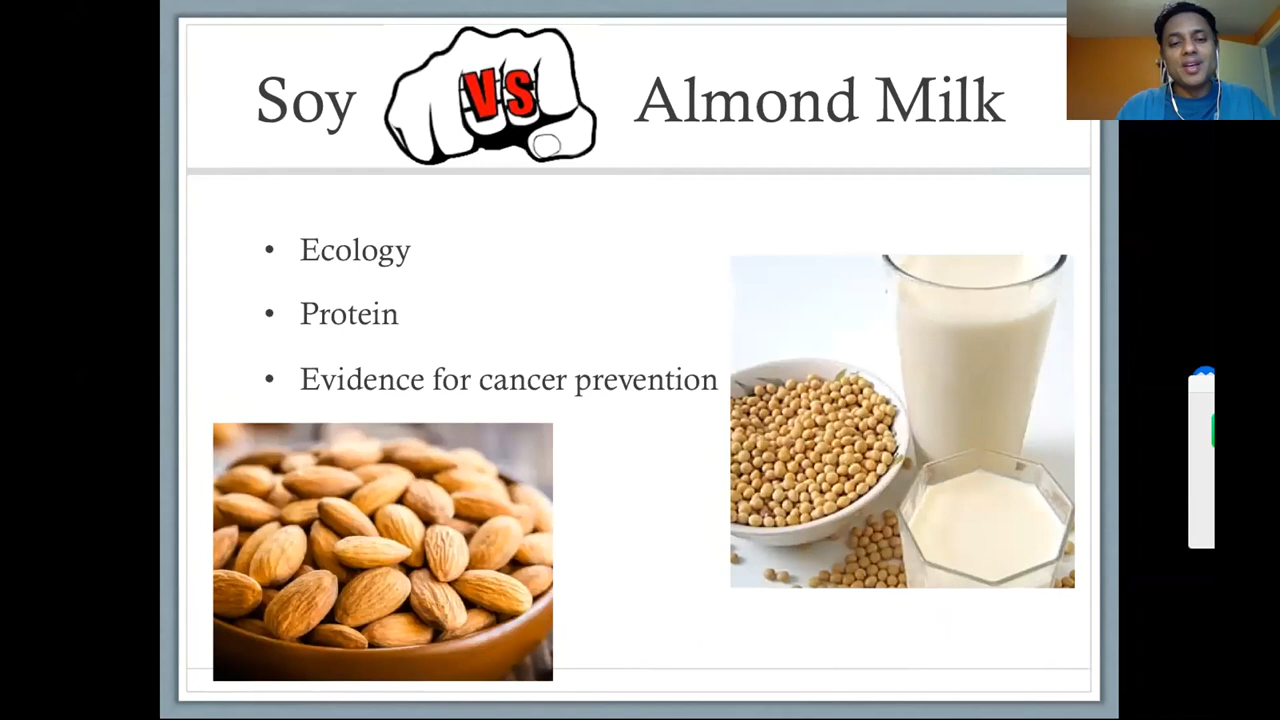 Soy VS Almond Milk
• Ecology
• Protein
• Evidence for cancer prevention